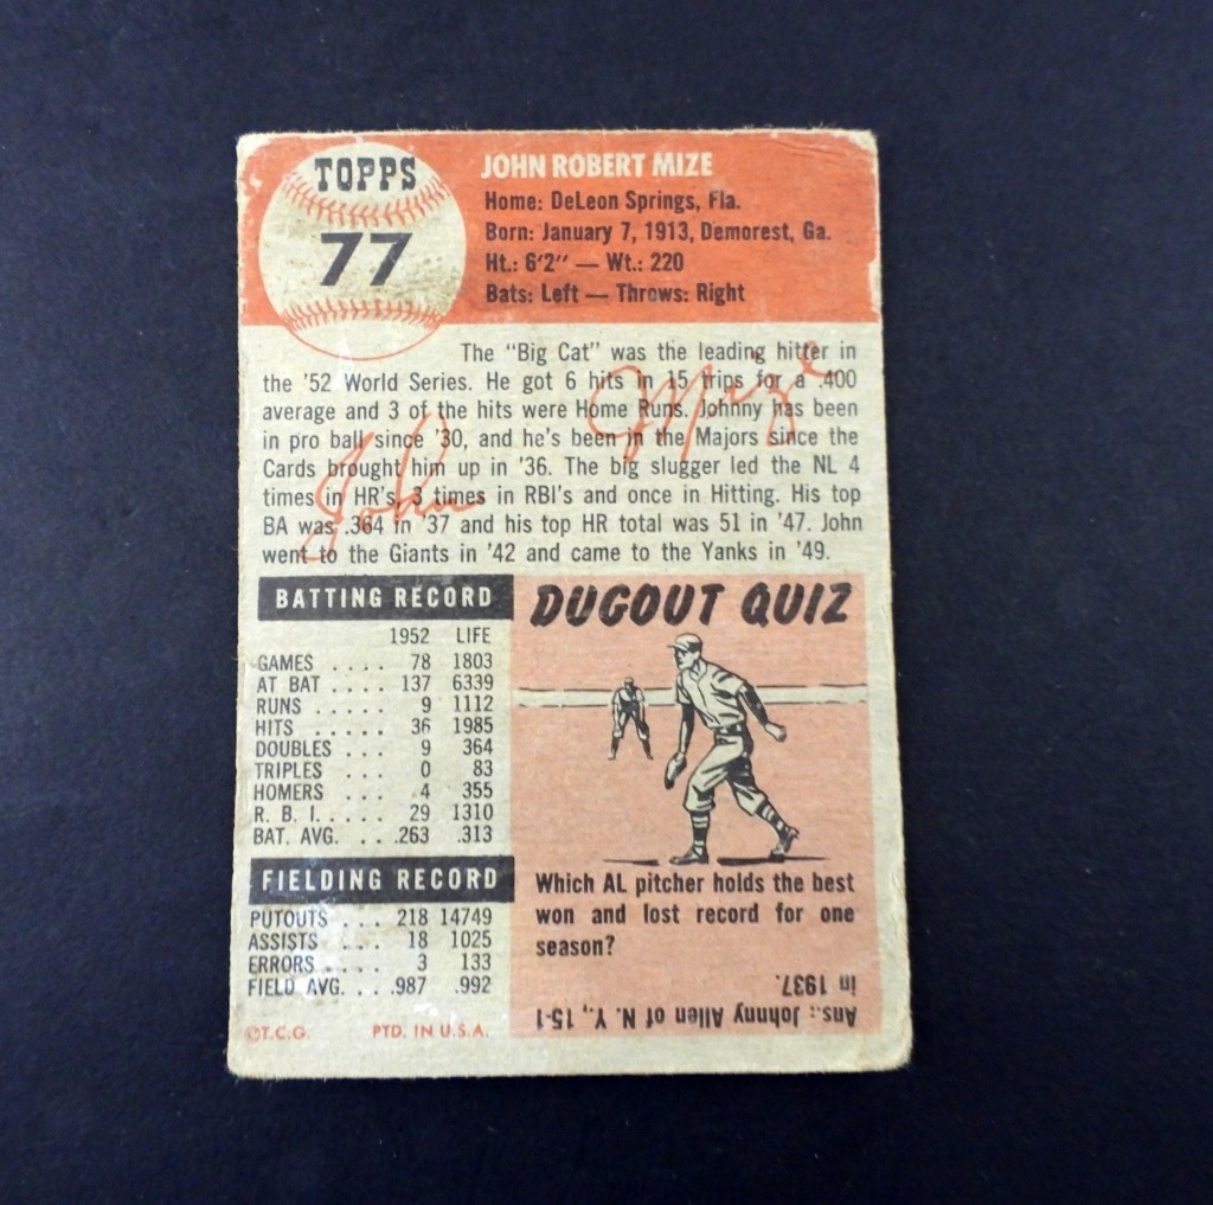 TOPPS
77
JOHN ROBERT MIZE
Home: DeLeon Springs, Fla.
Born: January 7, 1913, Demorest, Ga.
Ht.: 6'2" — Wt.: 220
Bats: Left — Throws: Right
The "Big Cat" was the leading hitter in
the '52 World Series. He got 6 hits in 15 trips for a .400
average and 3 of the hits were Home Runs. Johnny has been
in pro ball since '30, and he's been in the Majors since the
Cards brought him up in '36. The big slugger led the NL 4
times in HR's, 3 times in RBI's and once in Hitting. His top
BA was .364 in '37 and his top HR total was 51 in '47. John
went to the Giants in '42 and came to the Yanks in '49.
John Mize
BATTING RECORD
1952 LIFE
GAMES . . . . 78 1803
AT BAT . . . . 137 6339
RUNS . . . . . 9 1112
HITS . . . . . 36 1985
DOUBLES . . . 9 364
TRIPLES . . . 0 83
HOMERS . . . 4 355
R. B. I. . . . . 29 1310
BAT. AVG. . . .263 .313
FIELDING RECORD
PUTOUTS . . . 218 14749
ASSISTS . . . 18 1025
ERRORS . . . . 3 133
FIELD AVG. . . .987 .992
©T.C.G. PTD. IN U.S.A.
DUGOUT QUIZ
Which AL pitcher holds the best
won and lost record for one
season?
Ans.: Johnny Allen of N. Y., 15-1
in 1937.